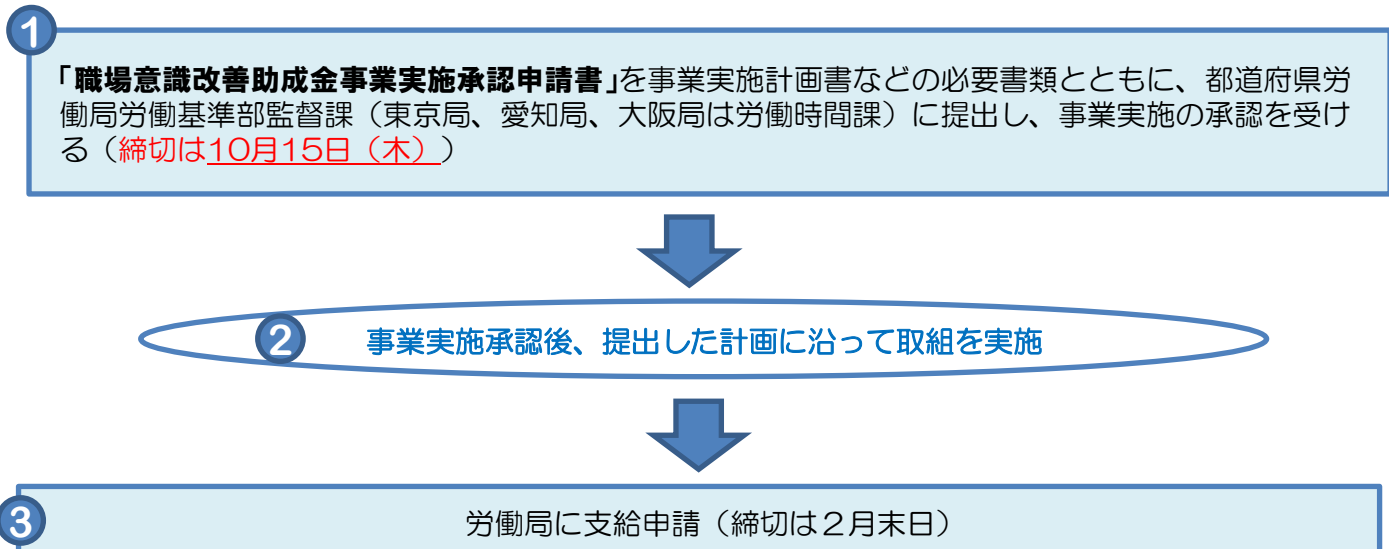 1
「職場意識改善助成金事業実施承認申請書」を事業実施計画書などの必要書類とともに、都道府県労
働局労働基準部監督課（東京局、愛知局、大阪局は労働時間課）に提出し、事業実施の承認を受け
る（締切は10月15日（木））
2 事業実施承認後、提出した計画に沿って取組を実施
3 労働局に支給申請（締切は２月末日）